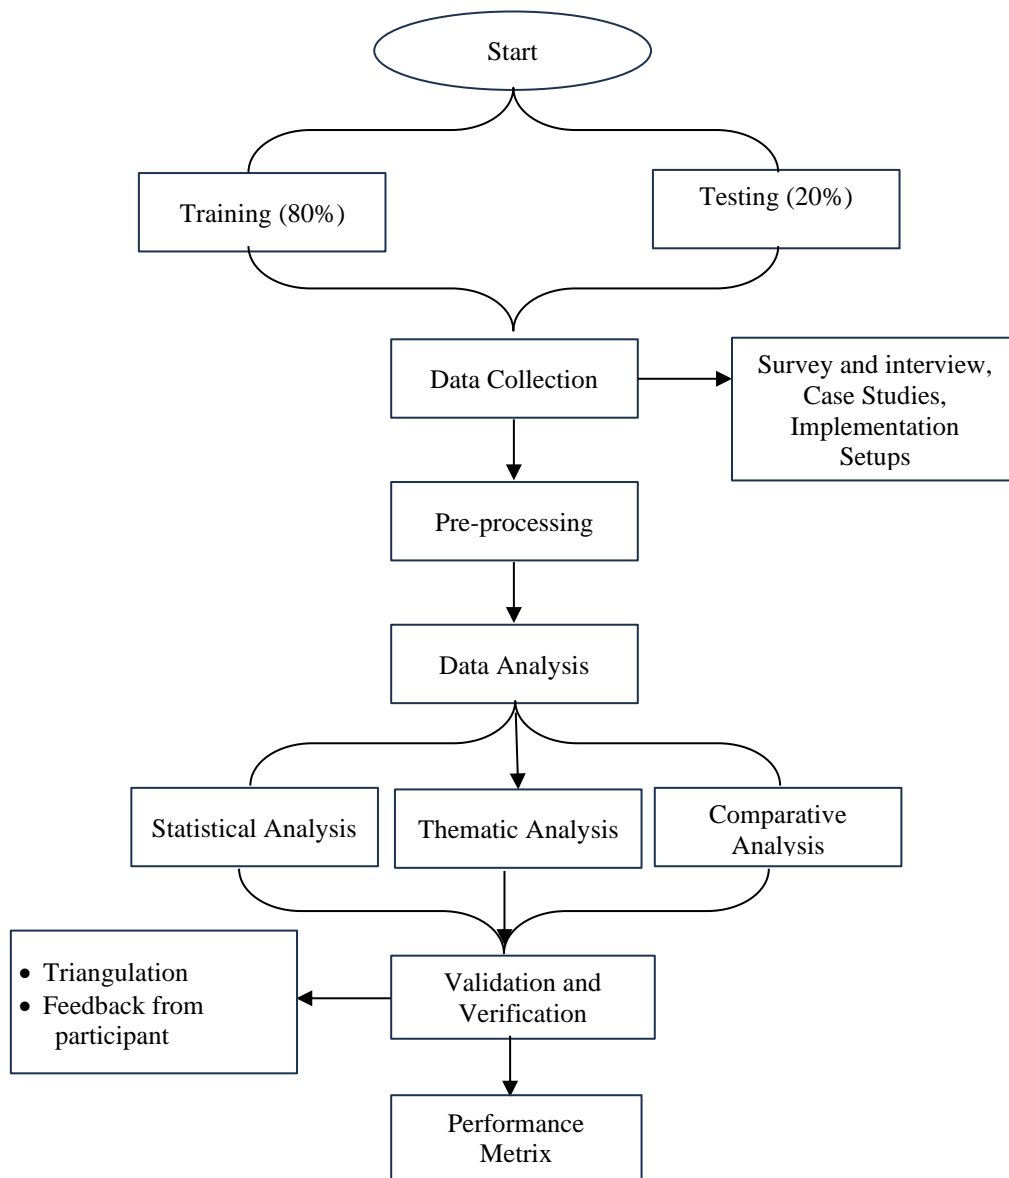 Start
Training (80%)
Testing (20%)
Data Collection
Survey and interview,
Case Studies,
Implementation
Setups
Pre-processing
Data Analysis
Statistical Analysis
Thematic Analysis
Comparative
Analysis
• Triangulation
• Feedback from
participant
Validation and
Verification
Performance
Metrix